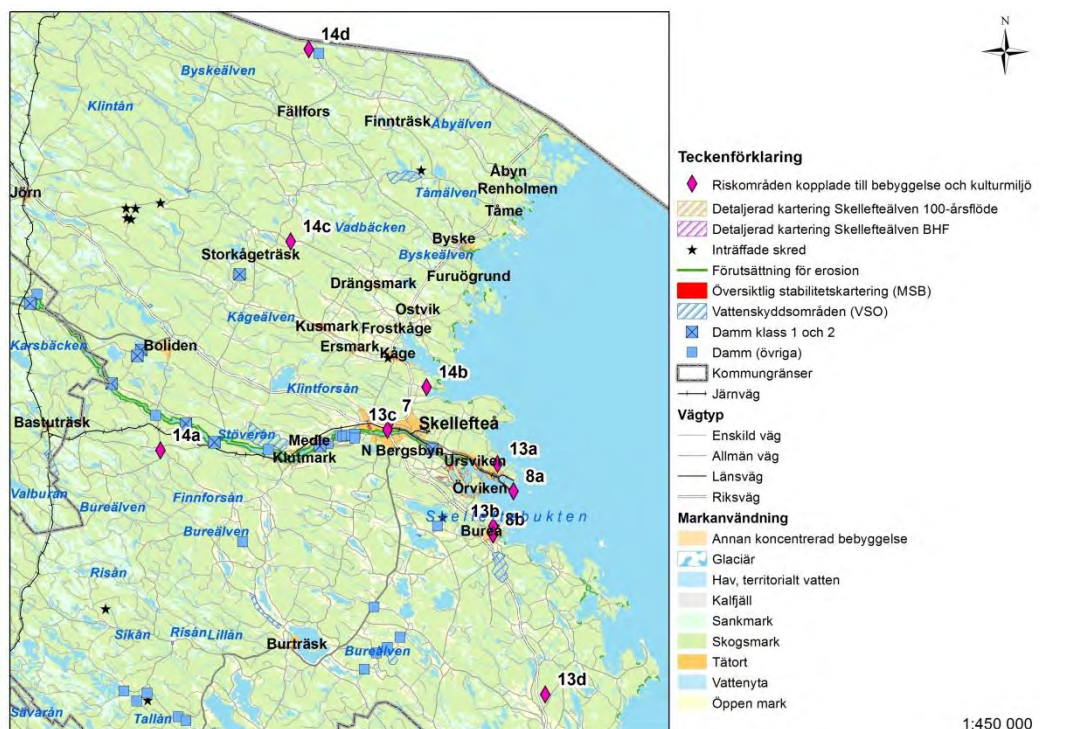 14d
N
Byskeälven
Klintån
Fällfors
Finnträsk
Åbyälven
Åbyn
Jörn
Tåmälven
Renholmen
Tåme
14c
Vadbäcken
Storkågeträsk
Byske
Byskeälven
Furuögrund
Drängsmark
Ostvik
Kågeälven
Kusmark
Frostkåge
Karsbäcken
Boliden
Ersmark
Kåge
Klintforsån
14b
7
13c
Skellefteå
Bastuträsk
14a
Stöverån
Medle
N Bergsbyn
13a
Klutmark
Ursviken
8a
Valburån
Finnforsån
Örviken
Bureälven
13b
Skelleftebukten
8b
Bureälven
Bureå
Risån
Sikån
Risån
Lillån
Burträsk
Bureälven
13d
Sävarån
Tallån
Teckenförklaring
Riskområden kopplade till bebyggelse och kulturmiljö
Detaljerad kartering Skellefteälven 100-årsflöde
Detaljerad kartering Skellefteälven BHF
Inträffade skred
Förutsättning för erosion
Översiktlig stabilitetskartering (MSB)
Vattenskyddsområden (VSO)
Damm klass 1 och 2
Damm (övriga)
Kommungränser
Järnväg
Vägtyp
Enskild väg
Allmän väg
Länsväg
Riksväg
Markanvändning
Annan koncentrerad bebyggelse
Glaciär
Hav, territorialt vatten
Kalfjäll
Sankmark
Skogsmark
Tätort
Vattenyta
Öppen mark
1:450 000